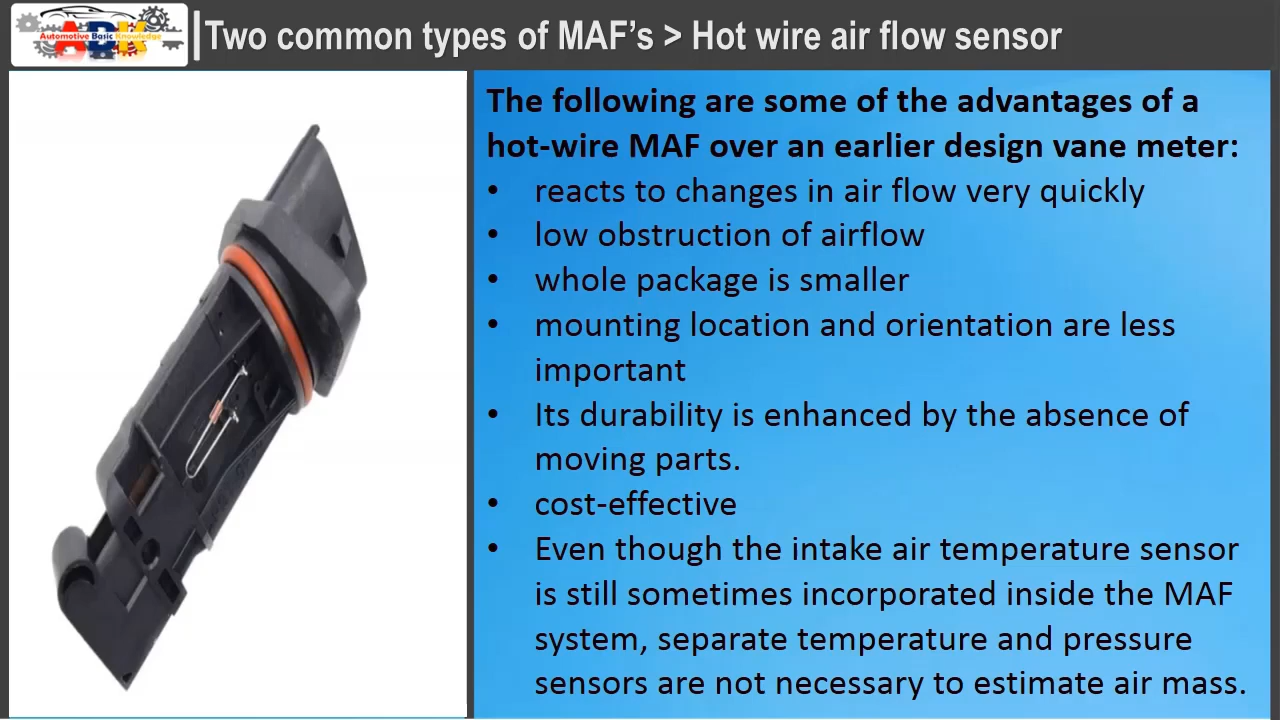 Automotive Basic Knowledge
ABK
Two common types of MAF’s > Hot wire air flow sensor
The following are some of the advantages of a
hot-wire MAF over an earlier design vane meter:
• reacts to changes in air flow very quickly
• low obstruction of airflow
• whole package is smaller
• mounting location and orientation are less
important
• Its durability is enhanced by the absence of
moving parts.
• cost-effective
• Even though the intake air temperature sensor
is still sometimes incorporated inside the MAF
system, separate temperature and pressure
sensors are not necessary to estimate air mass.